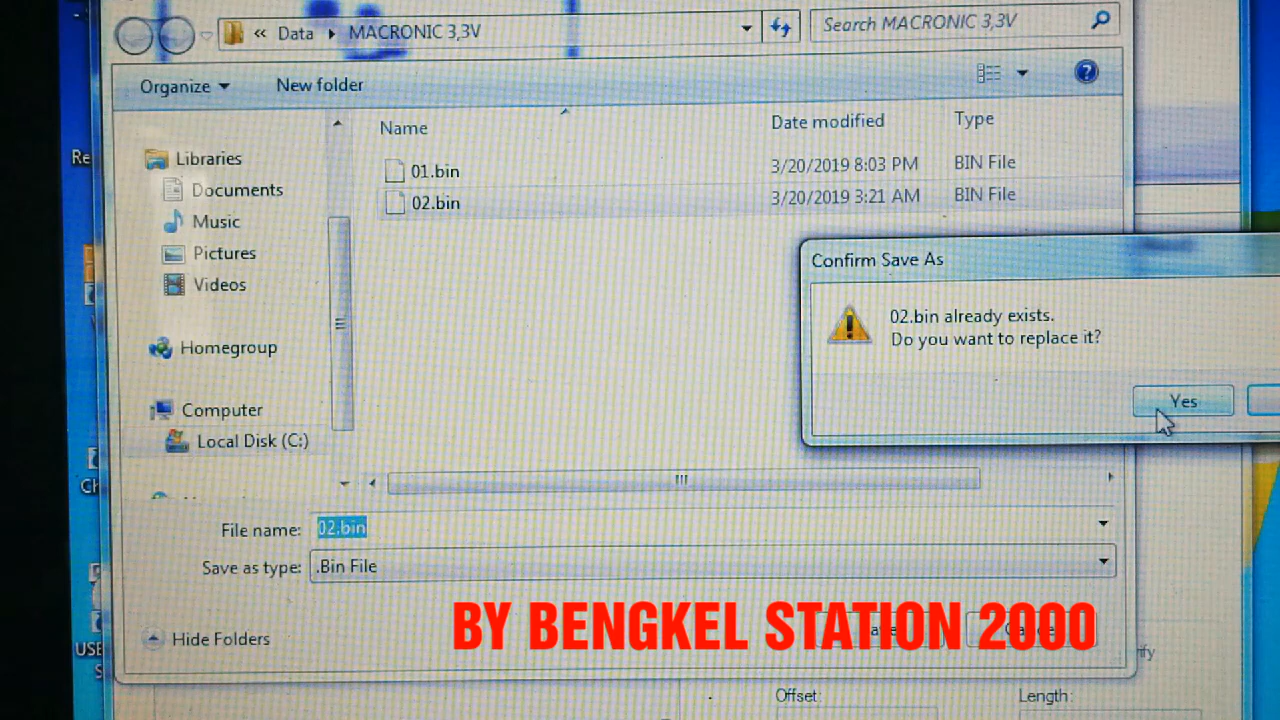 « Data ▸ MACRONIC 3,3V
Search MACRONIC 3,3V
Organize
New folder
Name
Date modified
Type
Re
Libraries
Documents
Music
Pictures
Videos
Homegroup
Computer
Local Disk (C:)
01.bin
3/20/2019 8:03 PM
BIN File
02.bin
3/20/2019 3:21 AM
BIN File
Confirm Save As
02.bin already exists.
Do you want to replace it?
Yes
Ch
File name:
02.bin
Save as type:
.Bin File
Hide Folders
BY BENGKEL STATION 2000
USB
S
Offset:
Length: